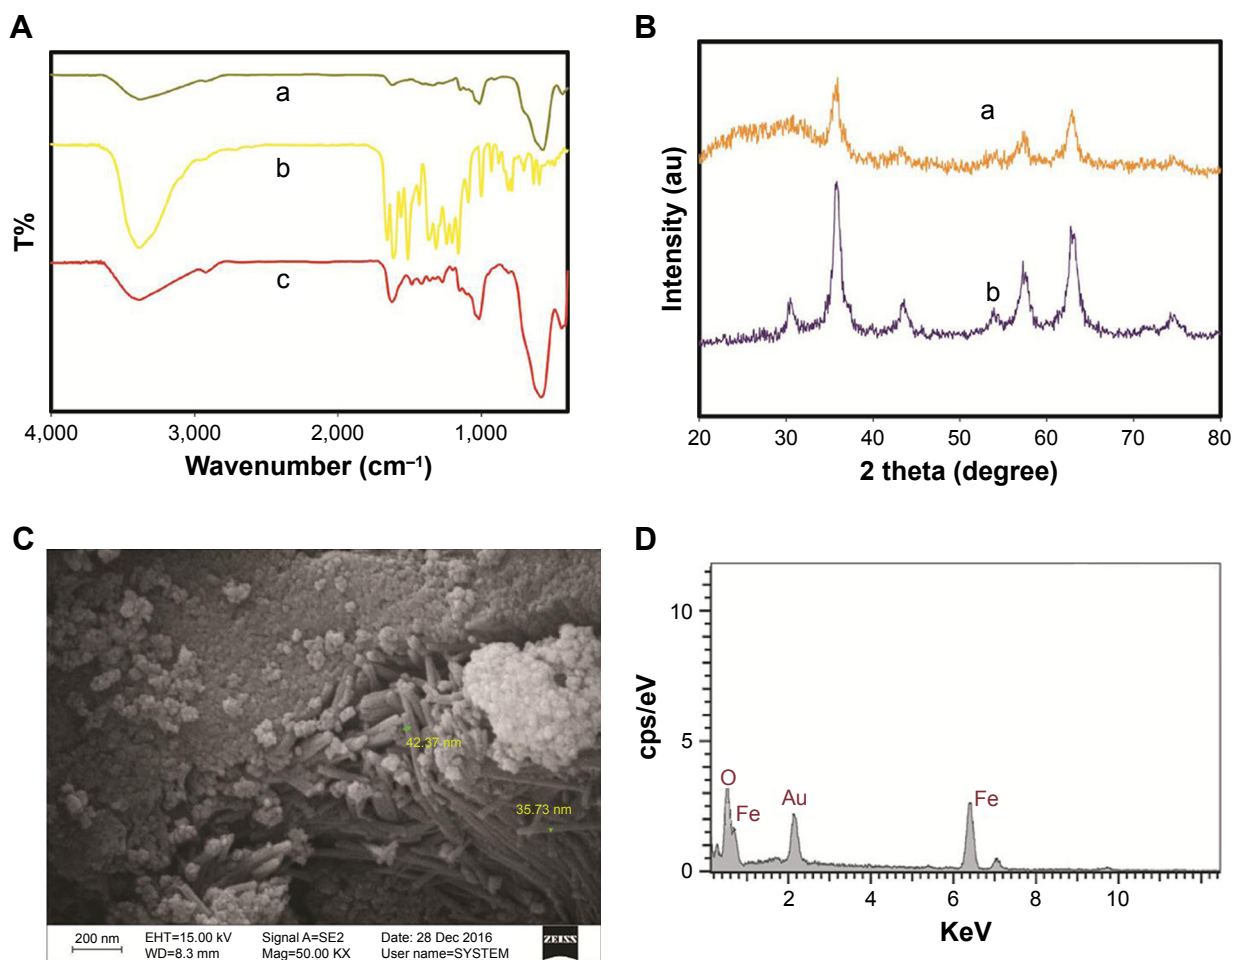 A
a
b
c
T%
4,000 3,000 2,000 1,000
Wavenumber (cm⁻¹)
B
a
b
Intensity (au)
20 30 40 50 60 70 80
2 theta (degree)
C
42.37 nm
35.73 nm
200 nm EHT=15.00 kV Signal A=SE2 Date: 28 Dec 2016 ZEISS
WD=8.3 mm Mag=50.00 KX User name=SYSTEM
D
10
5
0
cps/eV
O
Fe
Au
Fe
2 4 6 8 10
KeV